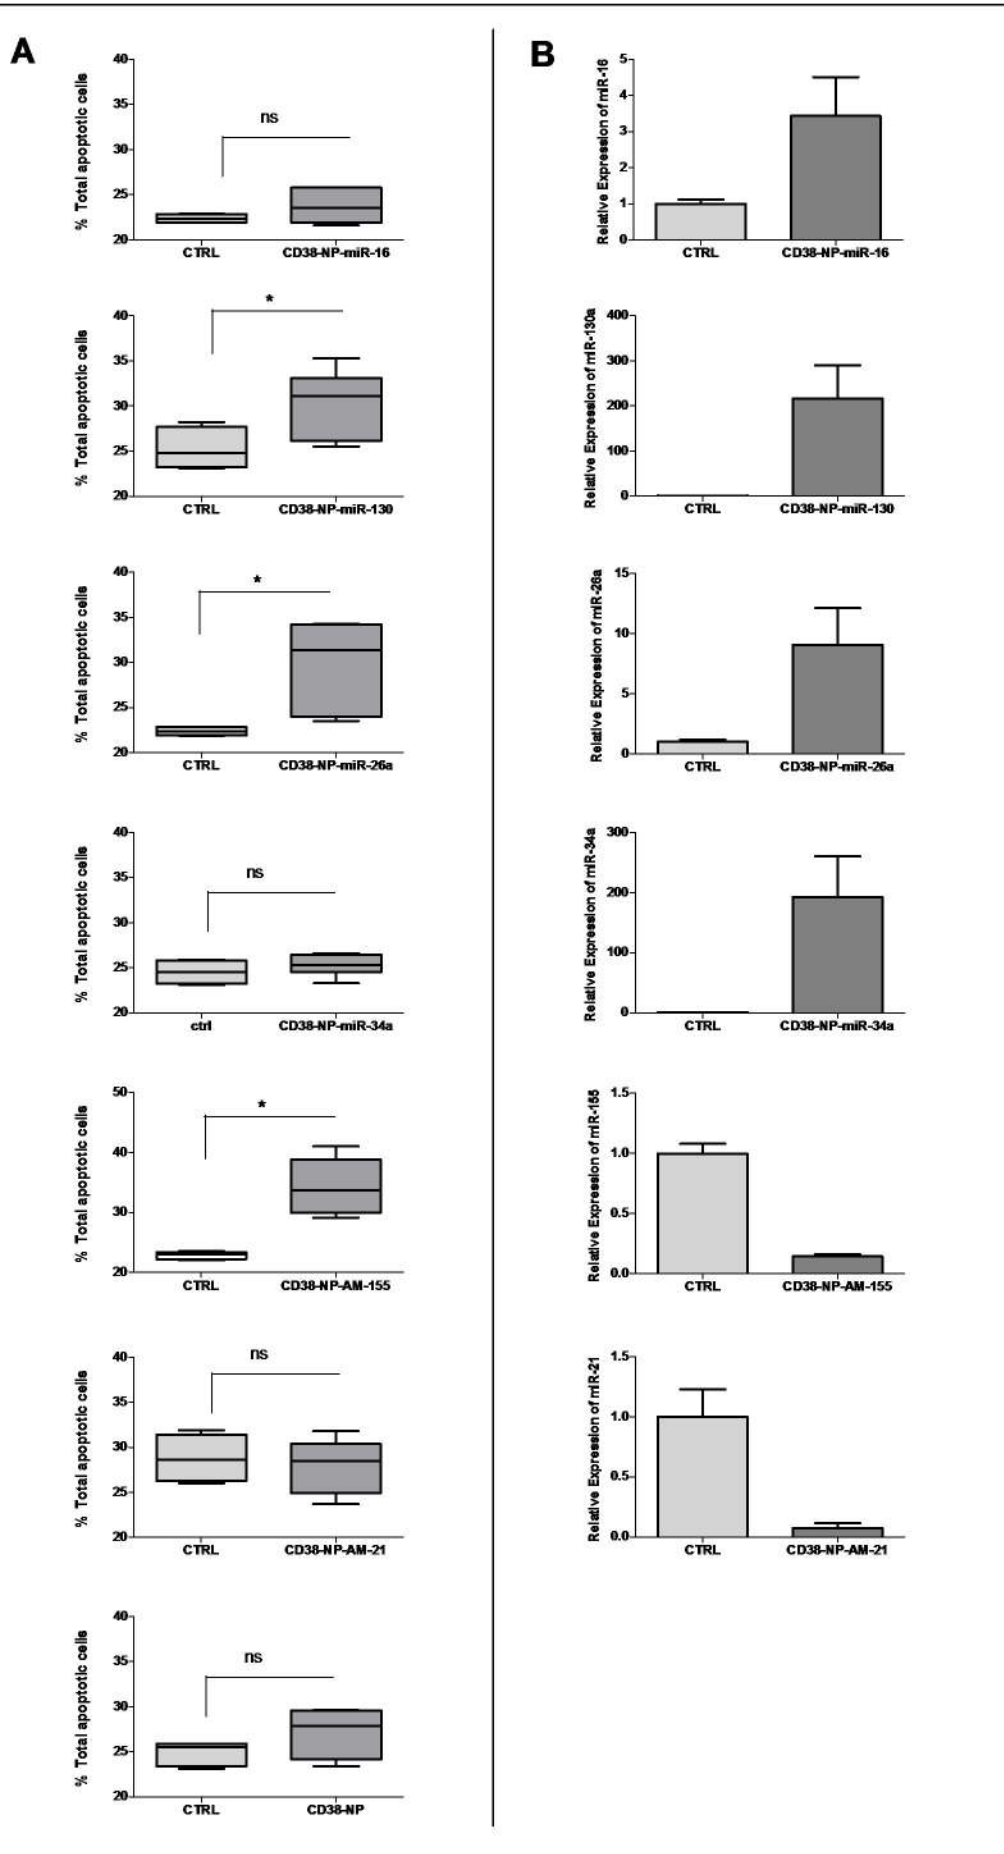 A
% Total apoptotic cells
40
35
30
25
20
ns
CTRL
CD38-NP-miR-16
% Total apoptotic cells
40
35
30
25
20
*
CTRL
CD38-NP-miR-130
% Total apoptotic cells
40
35
30
25
20
*
CTRL
CD38-NP-miR-26a
% Total apoptotic cells
40
35
30
25
20
ns
ctrl
CD38-NP-miR-34a
% Total apoptotic cells
50
40
30
20
*
CTRL
CD38-NP-AM-155
% Total apoptotic cells
40
35
30
25
20
ns
CTRL
CD38-NP-AM-21
% Total apoptotic cells
40
35
30
25
20
ns
CTRL
CD38-NP
B
Relative Expression of miR-16
5
4
3
2
1
0
CTRL
CD38-NP-miR-16
Relative Expression of miR-130a
400
300
200
100
0
CTRL
CD38-NP-miR-130
Relative Expression of miR-26a
15
10
5
0
CTRL
CD38-NP-miR-26a
Relative Expression of miR-34a
300
200
100
0
CTRL
CD38-NP-miR-34a
Relative Expression of miR-155
1.5
1.0
0.5
0.0
CTRL
CD38-NP-AM-155
Relative Expression of miR-21
1.5
1.0
0.5
0.0
CTRL
CD38-NP-AM-21